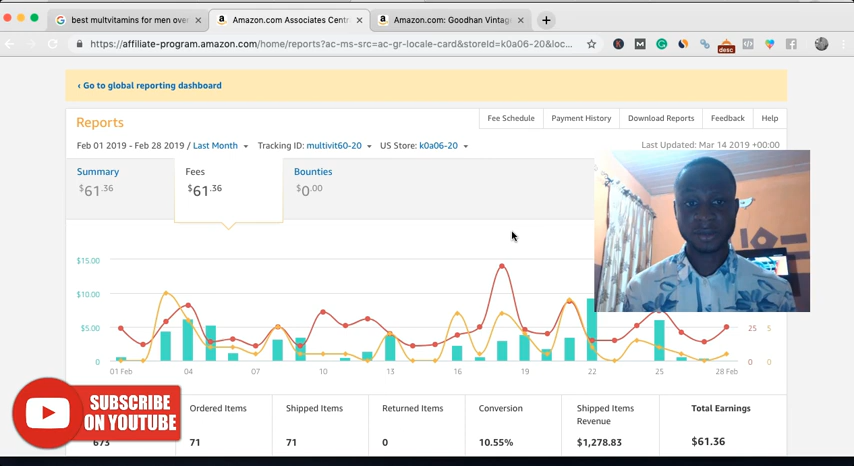 best multvitamins for men over
Amazon.com Associates Centr
Amazon.com: Goodhan Vintage
https://affiliate-program.amazon.com/home/reports?ac-ms-src=ac-gr-locale-card&storeId=k0a06-20&loc...
desc
‹ Go to global reporting dashboard
Reports
Fee Schedule Payment History Download Reports Feedback Help
Feb 01 2019 - Feb 28 2019 / Last Month Tracking ID: multivit60-20 US Store: k0a06-20 Last Updated: Mar 14 2019 +00:00
Summary Fees Bounties
$61.36 $61.36 $0.00
$15.00
$10.00
$5.00 25 5
0 0 0
01 Feb 04 07 10 13 16 19 22 25 28 Feb
SUBSCRIBE
ON YOUTUBE
Ordered Items Shipped Items Returned Items Conversion Shipped Items Revenue Total Earnings
673 71 71 0 10.55% $1,278.83 $61.36